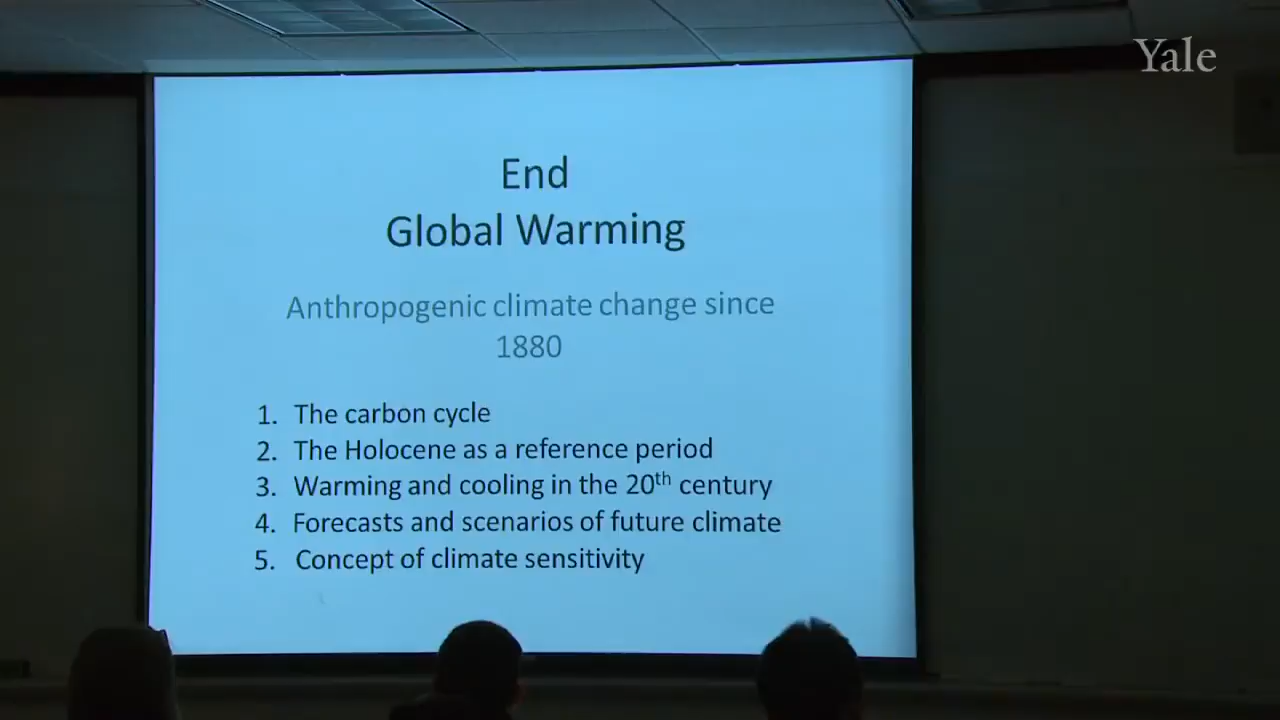 Yale
End
Global Warming
Anthropogenic climate change since
1880
1. The carbon cycle
2. The Holocene as a reference period
3. Warming and cooling in the 20th century
4. Forecasts and scenarios of future climate
5. Concept of climate sensitivity